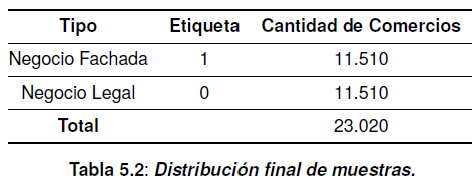 Tipo Etiqueta Cantidad de Comercios
Negocio Fachada 1 11.510
Negocio Legal 0 11.510
Total 23.020
Tabla 5.2: Distribución final de muestras.